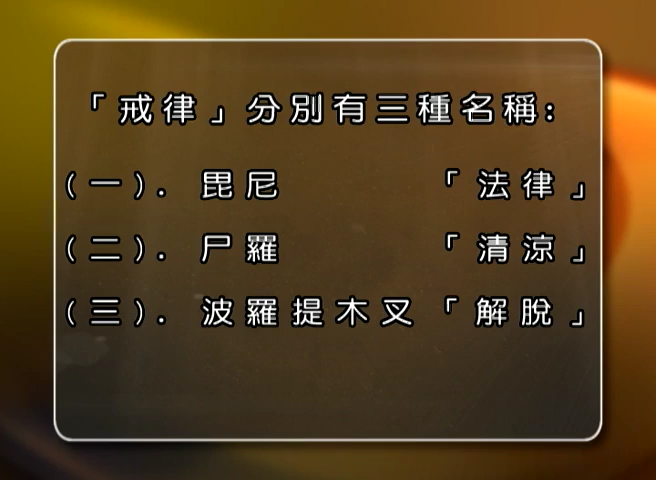 「戒律」分別有三種名稱:
(一). 毘尼 「法律」
(二). 尸羅 「清涼」
(三). 波羅提木叉「解脫」